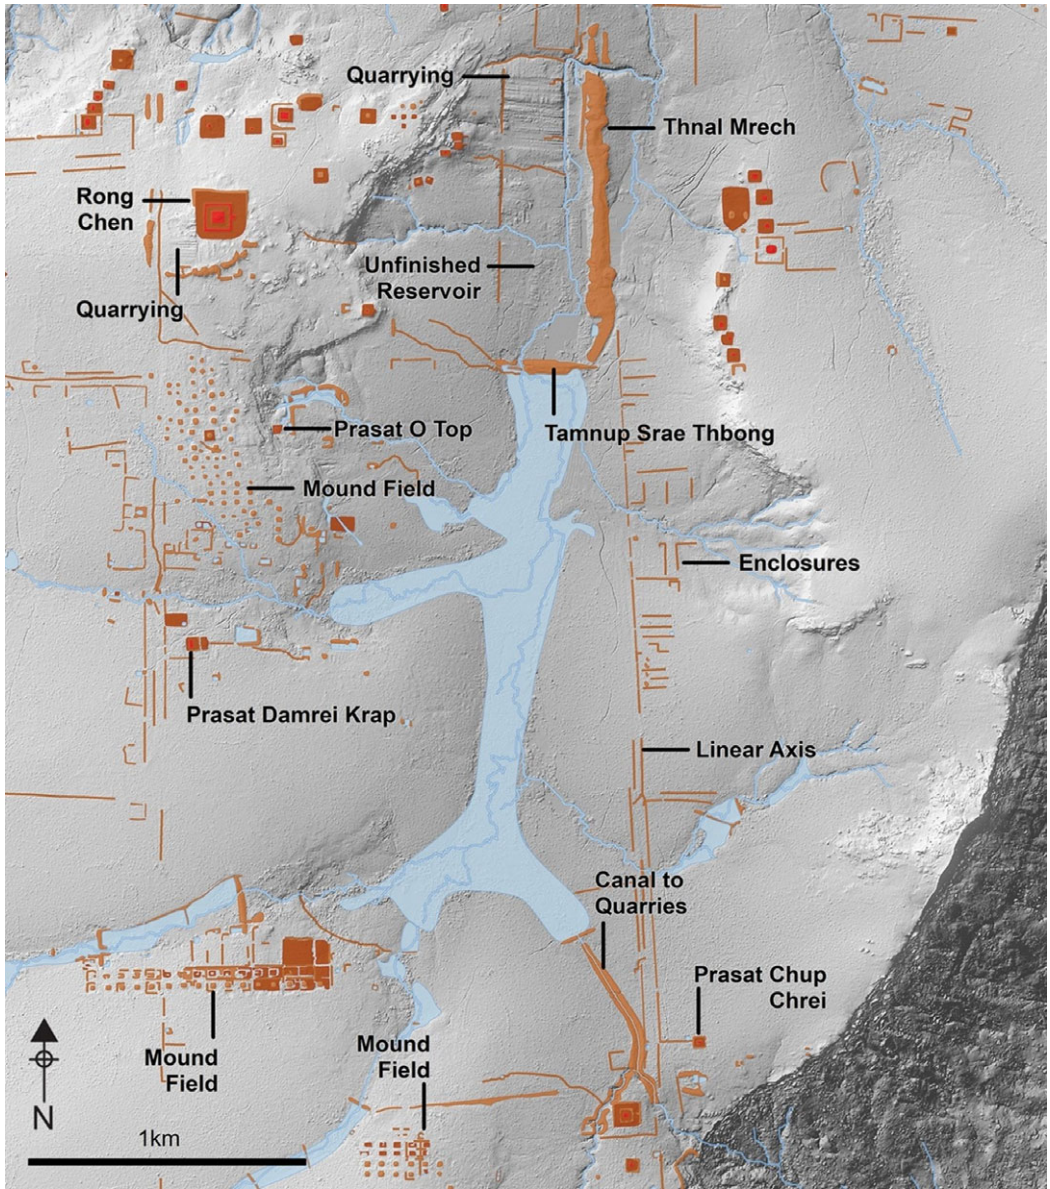 Quarrying
Thnal Mrech
Rong
Chen
Unfinished
Reservoir
Quarrying
Prasat O Top
Tamnup Srae Thbong
Mound Field
Enclosures
Prasat Damrei Krap
Linear Axis
Canal to
Quarries
Prasat Chup
Chrei
Mound
Field
Mound
Field
N
1km